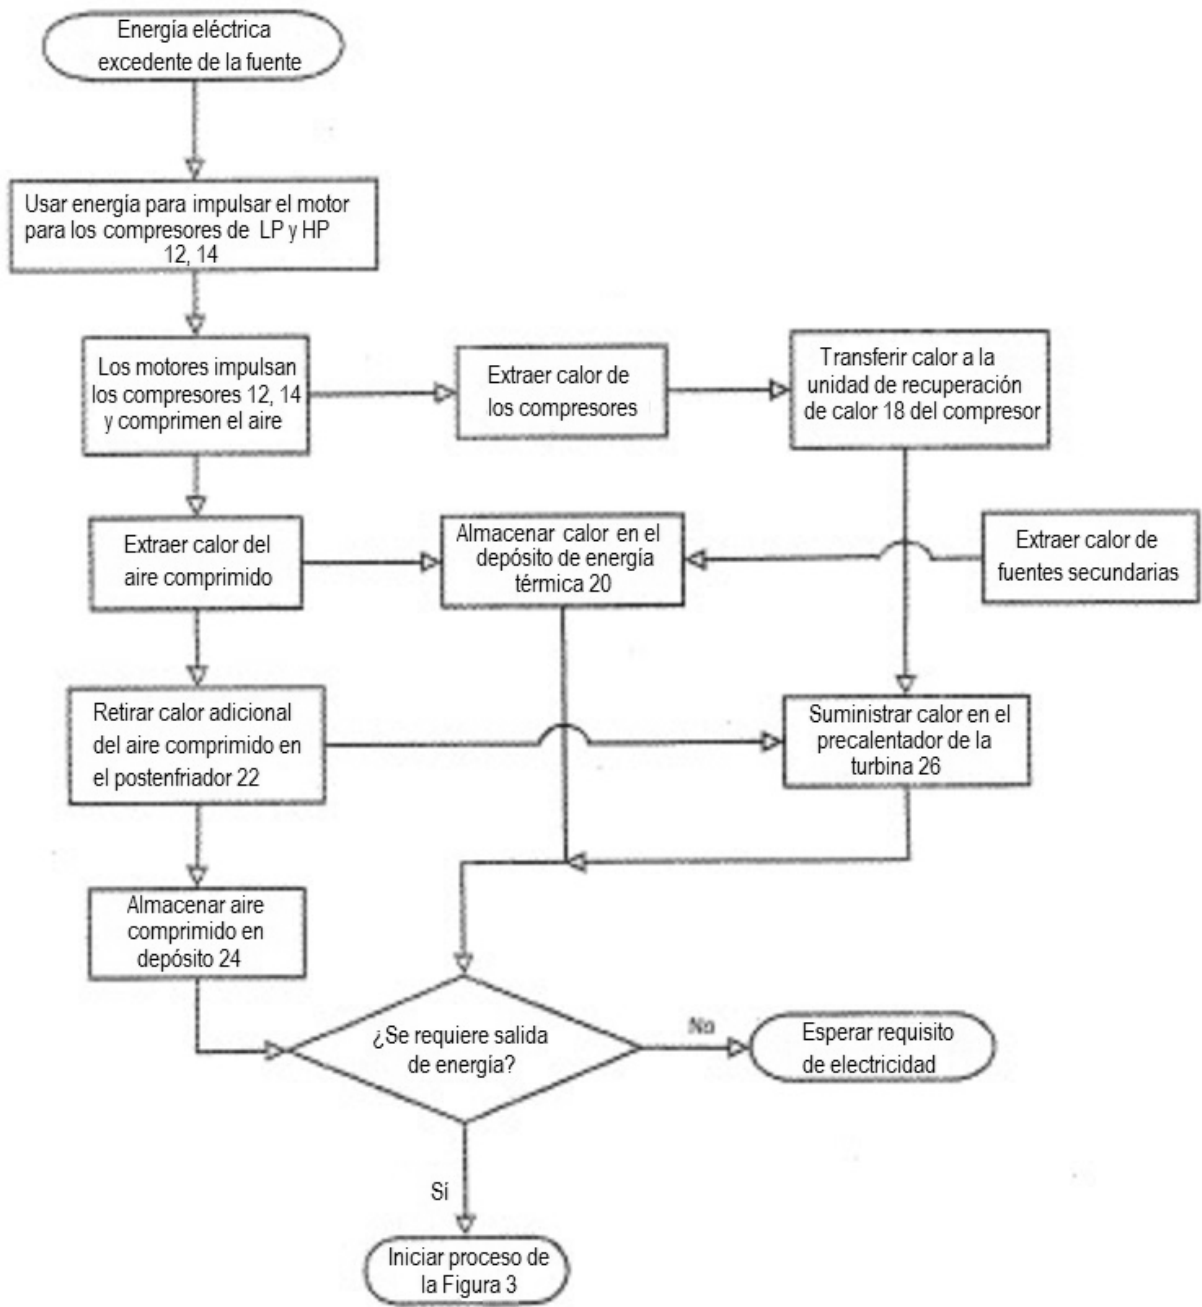 Energía eléctrica
excedente de la fuente
Usar energía para impulsar el motor
para los compresores de LP y HP
12, 14
Los motores impulsan
los compresores 12, 14
y comprimen el aire
Extraer calor de
los compresores
Transferir calor a la
unidad de recuperación
de calor 18 del compresor
Extraer calor del
aire comprimido
Almacenar calor en el
depósito de energía
térmica 20
Extraer calor de
fuentes secundarias
Retirar calor adicional
del aire comprimido en
el postenfriador 22
Suministrar calor en el
precalentador de la
turbina 26
Almacenar aire
comprimido en
depósito 24
¿Se requiere salida
de energía?
No
Esperar requisito
de electricidad
Sí
Iniciar proceso de
la Figura 3